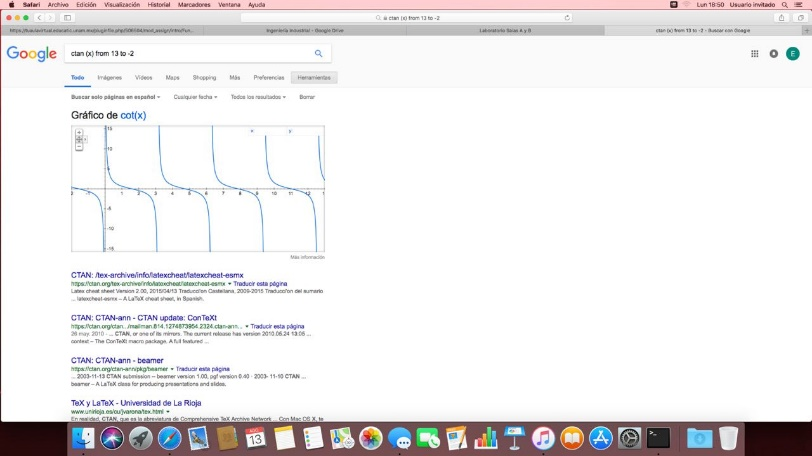 Safari Archivo Edición Visualización Historial Marcadores Ventana Ayuda
Lun 18:50 Usuario invitado
ctan (x) from 13 to -2
Ingeniería Industrial - Google Drive
Laboratorio Salas A y B
ctan (x) from 13 to -2 - Buscar con Google
Google
ctan (x) from 13 to -2
E
Todo Imágenes Vídeos Maps Shopping Más Preferencias Herramientas
Buscar solo páginas en español Cualquier fecha Todos los resultados Borrar
Gráfico de cot(x)
15
10
5
-1 1 2 3 4 5 6 7 8 9 10 11 12
-5
-10
-15
Más información
CTAN: /tex-archive/info/latexcheat/latexcheat-esmx
https://ctan.org/tex-archive/info/latexcheat/latexcheat-esmx Traducir esta página
Latex cheat sheet Version 2.00, 2015/04/13 Traducci'on Castellana, 2009-2015 Traducci'on del sumario
... latexcheat-esmx – A LaTeX cheat sheet, in Spanish.
CTAN: CTAN-ann - CTAN update: ConTeXt
https://ctan.org/ctan.../mailman.814.1274873954.2324.ctan-ann... Traducir esta página
26 may. 2010 - ... CTAN, or one of its mirrors. The current release has version 2010.05.24 13:05 ...
context – The ConTeXt macro package. A full featured ...
CTAN: CTAN-ann - beamer
https://ctan.org/ctan-ann/pkg/beamer Traducir esta página
... 2003-11-13 CTAN submission -- beamer version 1.00, pgf version 0.40 · 2003- 11-10 CTAN ...
beamer – A LaTeX class for producing presentations and slides.
TeX y LaTeX - Universidad de La Rioja
www.unirioja.es/cu/jvarona/tex.html
En realidad, CTAN, que es la abreviatura de Comprehensive TeX Archive Network ... Con Mac OS X, te
AGO
13